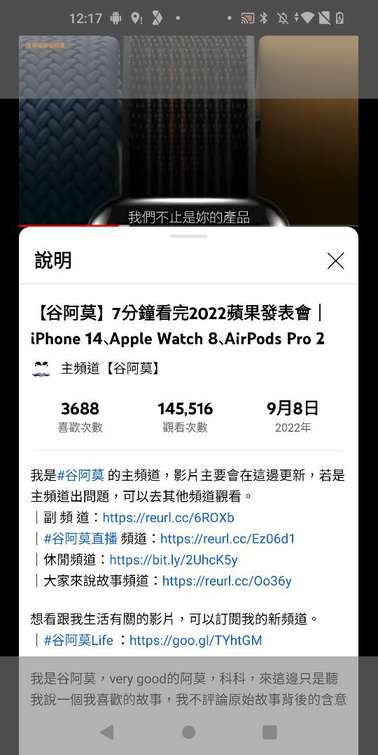 12:17
我們不止是妳的產品
說明
【谷阿莫】7分鐘看完2022蘋果發表會｜
iPhone 14、Apple Watch 8、AirPods Pro 2
主頻道【谷阿莫】
3688 145,516 9月8日
喜歡次數 觀看次數 2022年
我是#谷阿莫 的主頻道，影片主要會在這邊更新，若是
主頻道出問題，可以去其他頻道觀看。
｜副 頻 道：https://reurl.cc/6ROXb
｜#谷阿莫直播 頻道：https://reurl.cc/Ez06d1
｜休閒頻道：https://bit.ly/2UhcK5y
｜大家來說故事頻道：https://reurl.cc/Oo36y
想看跟我生活有關的影片，可以訂閱我的新頻道。
｜#谷阿莫Life ：https://goo.gl/TYhtGM
我是谷阿莫，very good的阿莫，科科，來這邊只是聽
我說一個我喜歡的故事，我不評論原始故事背後的含意